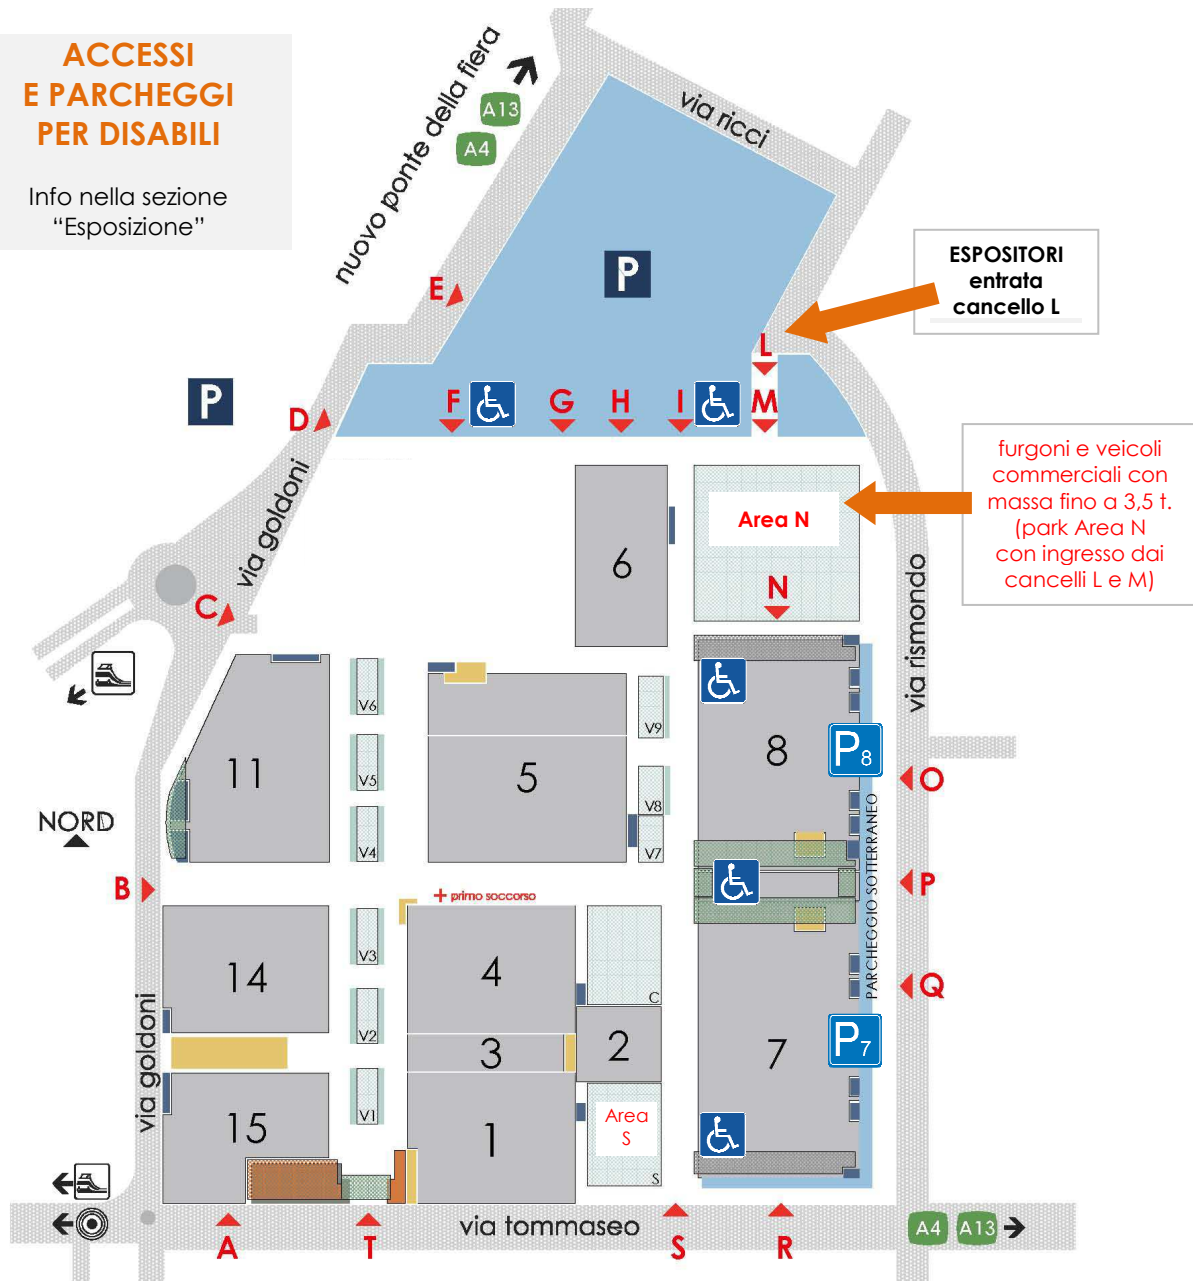 ACCESSI
E PARCHEGGI
PER DISABILI
Info nella sezione
“Esposizione”
nuovo ponte della fiera
A13
A4
via ricci
P
ESPOSITORI
entrata
cancello L
E
L
P
D
F
G
H
I
M
furgoni e veicoli
commerciali con
massa fino a 3,5 t.
(park Area N
con ingresso dai
cancelli L e M)
via goldoni
6
Area N
N
C
via rismondo
V6
V9
11
V5
5
8
P8
O
V8
NORD
V4
V7
PARCHEGGIO SOTTERRANEO
B
+ primo soccorso
P
14
V3
4
C
Q
via goldoni
V2
3
2
7
P7
15
V1
1
Area
S
S
via tommaseo
A
T
S
R
A4
A13